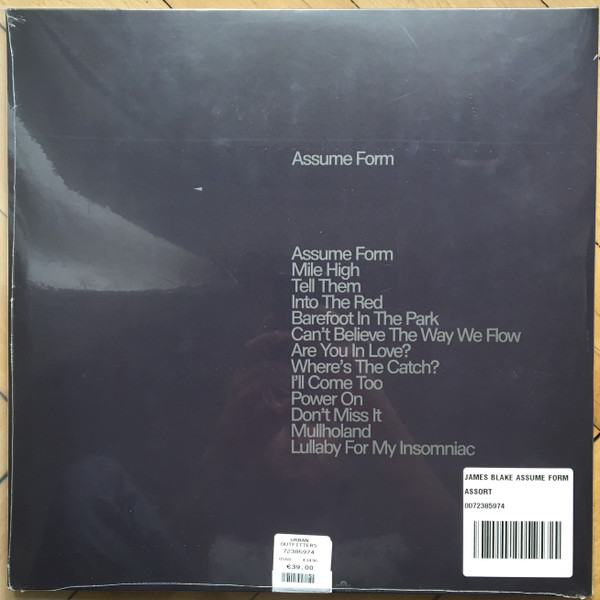 Assume Form
Assume Form
Mile High
Tell Them
Into The Red
Barefoot In The Park
Can't Believe The Way We Flow
Are You In Love?
Where's The Catch?
I'll Come Too
Power On
Don't Miss It
Mullholand
Lullaby For My Insomniac
JAMES BLAKE ASSUME FORM
ASSORT
0072385974
URBAN
OUTFITTERS
72385974
€39.00